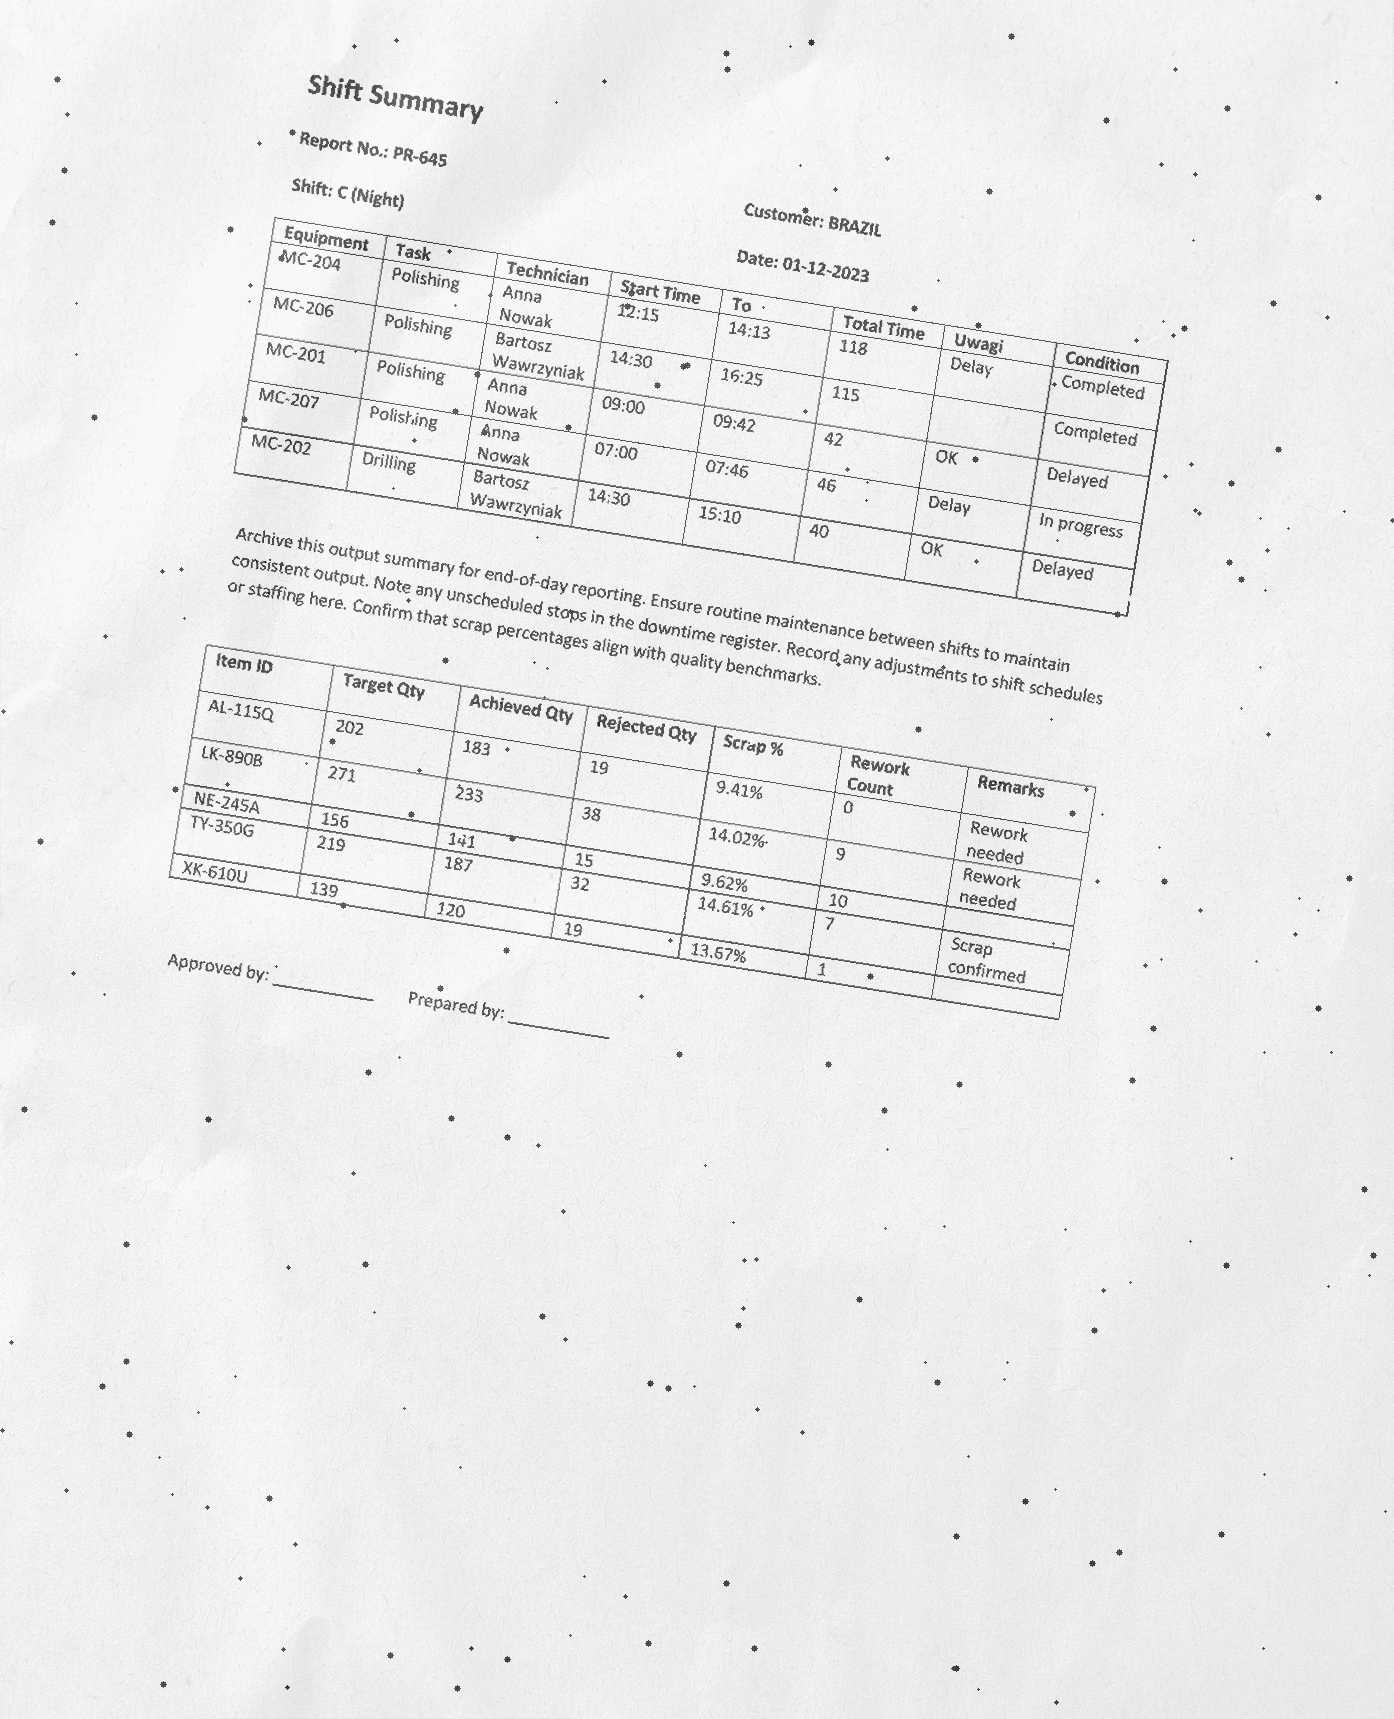 Shift Summary
Report No.: PR-645
Shift: C (Night)
Customer: BRAZIL
Date: 01-12-2023
Equipment Task Technician Start Time To Total Time Uwagi Condition
MC-204 Polishing Anna Nowak 12:15 14:13 118 Delay Completed
MC-206 Polishing Bartosz Wawrzyniak 14:30 16:25 115 Completed
MC-201 Polishing Anna Nowak 09:00 09:42 42 OK Delayed
MC-207 Polishing Anna Nowak 07:00 07:46 46 Delay In progress
MC-202 Drilling Bartosz Wawrzyniak 14:30 15:10 40 OK Delayed
Archive this output summary for end-of-day reporting. Ensure routine maintenance between shifts to maintain
consistent output. Note any unscheduled stops in the downtime register. Record any adjustments to shift schedules
or staffing here. Confirm that scrap percentages align with quality benchmarks.
Item ID Target Qty Achieved Qty Rejected Qty Scrap % Rework Count Remarks
AL-115Q 202 183 19 9.41% 0 Rework needed
LK-890B 271 233 38 14.02% 9 Rework needed
NE-245A 156 141 15 9.62% 10
TY-350G 219 187 32 14.61% 7 Scrap confirmed
XK-610U 139 120 19 13.67% 1
Approved by: __________ Prepared by: __________